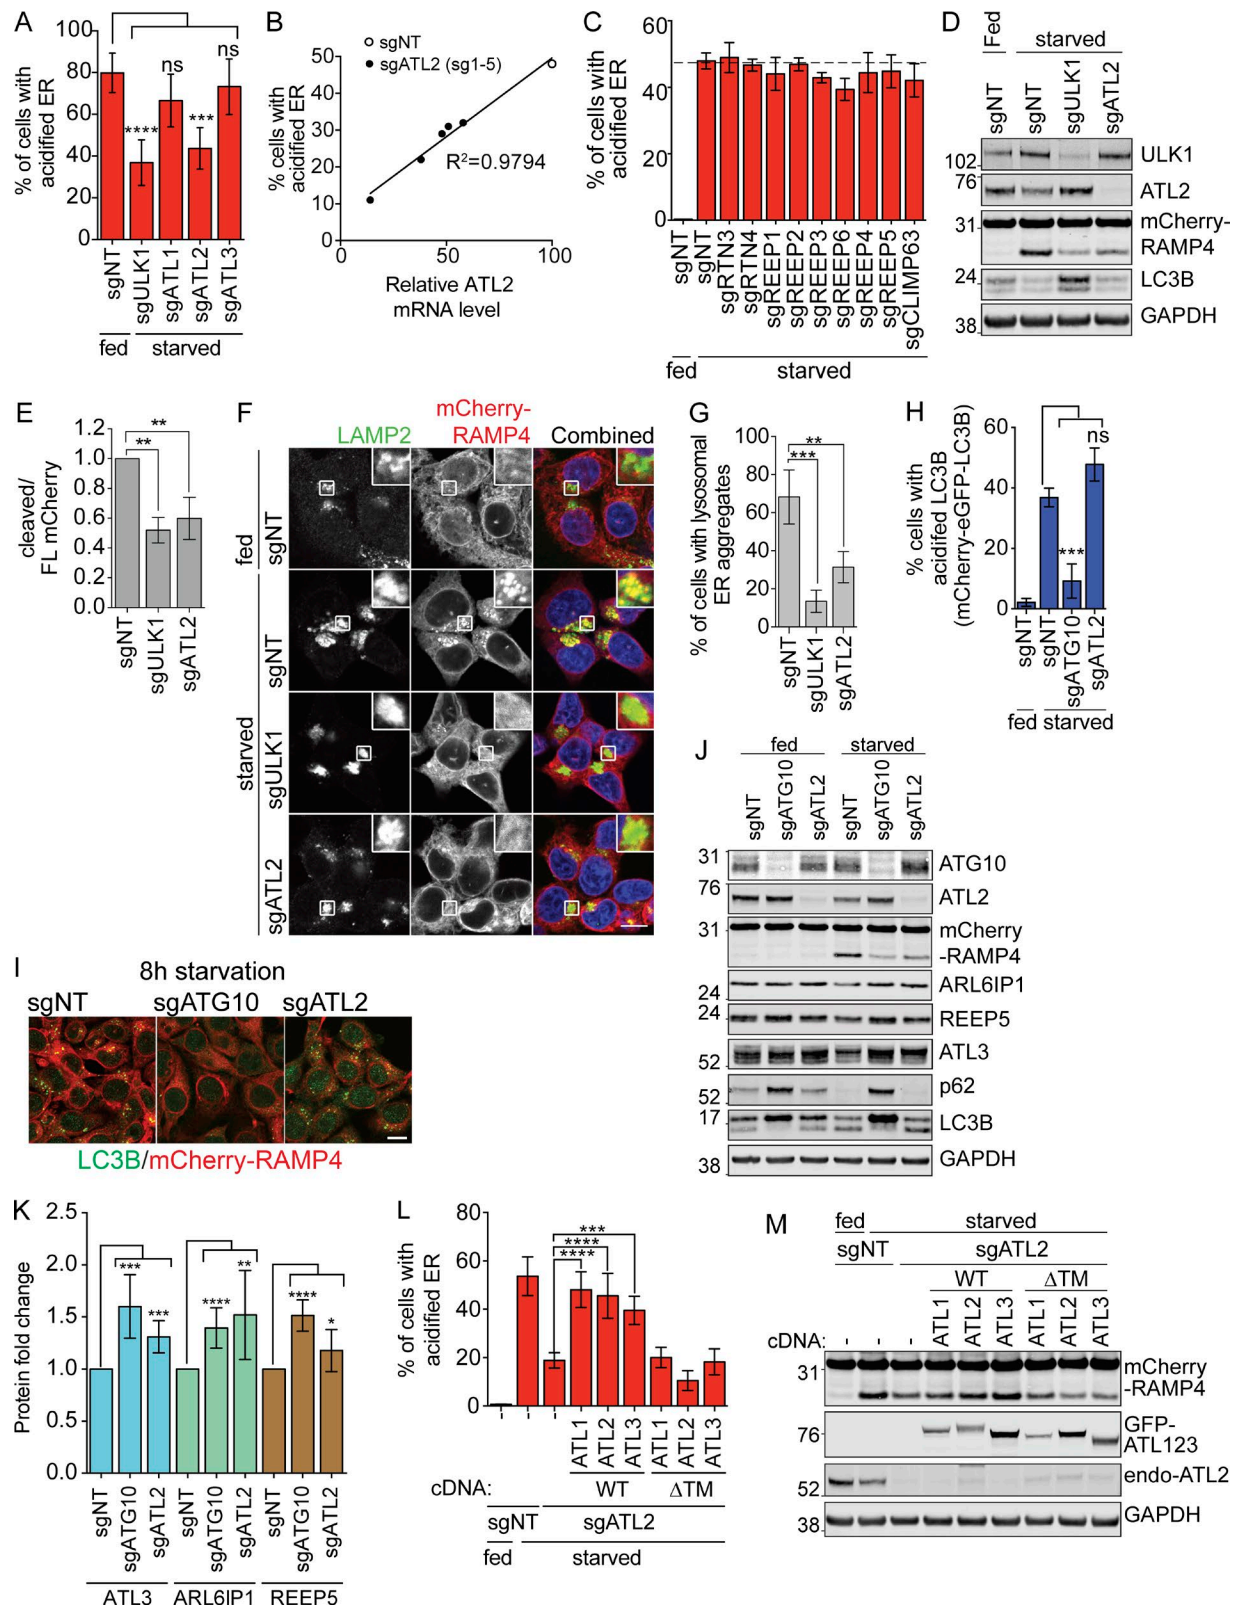 A
% of cells with
acidified ER
100
80
60
40
20
0
****
ns
***
ns
sgNT
sgULK1
sgATL1
sgATL2
sgATL3
fed
starved
B
sgNT
sgATL2 (sg1-5)
% cells with
acidified ER
50
40
30
20
10
0
R²=0.9794
0
50
100
Relative ATL2
mRNA level
C
% of cells with
acidified ER
60
40
20
0
sgNT
sgNT
sgRTN3
sgRTN4
sgREEP1
sgREEP2
sgREEP3
sgREEP6
sgREEP4
sgREEP5
sgCLIMP63
fed
starved
D
Fed
starved
sgNT
sgNT
sgULK1
sgATL2
102
ULK1
76
ATL2
31
mCherry-
RAMP4
24
LC3B
38
GAPDH
E
cleaved/
FL mCherry
1.2
1.0
0.8
0.6
0.4
0.2
0.0
**
**
sgNT
sgULK1
sgATL2
F
LAMP2
mCherry-
RAMP4
Combined
fed
sgNT
starved
sgNT
sgULK1
sgATL2
G
% of cells with lysosomal
ER aggregates
100
80
60
40
20
0
**
***
sgNT
sgULK1
sgATL2
H
% cells with
acidifed LC3B
(mCherry-eGFP-LC3B)
60
40
20
0
***
ns
sgNT
sgNT
sgATG10
sgATL2
fed
starved
I
8h starvation
sgNT
sgATG10
sgATL2
LC3B/mCherry-RAMP4
J
fed
starved
sgNT
sgATG10
sgATL2
sgNT
sgATG10
sgATL2
31
ATG10
76
ATL2
31
mCherry
-RAMP4
24
ARL6IP1
24
REEP5
52
ATL3
52
p62
17
LC3B
38
GAPDH
K
Protein fold change
2.5
2.0
1.5
1.0
0.5
0.0
***
***
****
**
****
*
sgNT
sgATG10
sgATL2
sgNT
sgATG10
sgATL2
sgNT
sgATG10
sgATL2
ATL3
ARL6IP1
REEP5
L
% of cells with
acidified ER
80
60
40
20
0
***
****
****
cDNA:
-
-
-
ATL1
ATL2
ATL3
ATL1
ATL2
ATL3
WT
ΔTM
sgNT
sgATL2
fed
starved
M
fed
starved
sgNT
sgATL2
WT
ΔTM
cDNA:
-
-
-
ATL1
ATL2
ATL3
ATL1
ATL2
ATL3
31
mCherry
-RAMP4
76
GFP-
ATL123
52
endo-ATL2
38
GAPDH